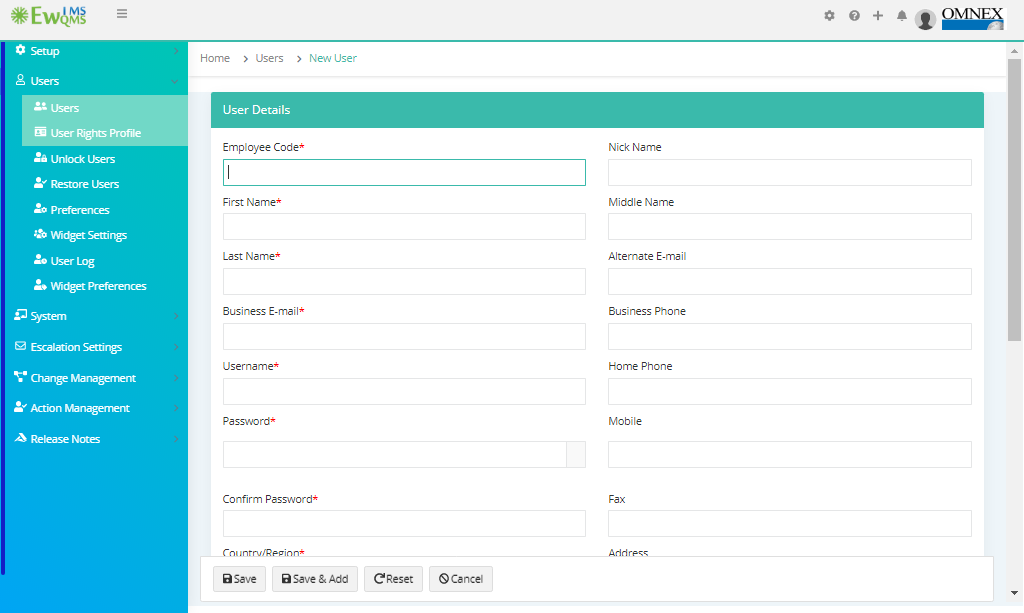 EwIMS QMS
OMNEX
Setup
Users
Users
User Rights Profile
Unlock Users
Restore Users
Preferences
Widget Settings
User Log
Widget Preferences
System
Escalation Settings
Change Management
Action Management
Release Notes
Home > Users > New User
User Details
Employee Code* Nick Name
First Name* Middle Name
Last Name* Alternate E-mail
Business E-mail* Business Phone
Username* Home Phone
Password* Mobile
Confirm Password* Fax
Country/Region* Address
Save Save & Add Reset Cancel